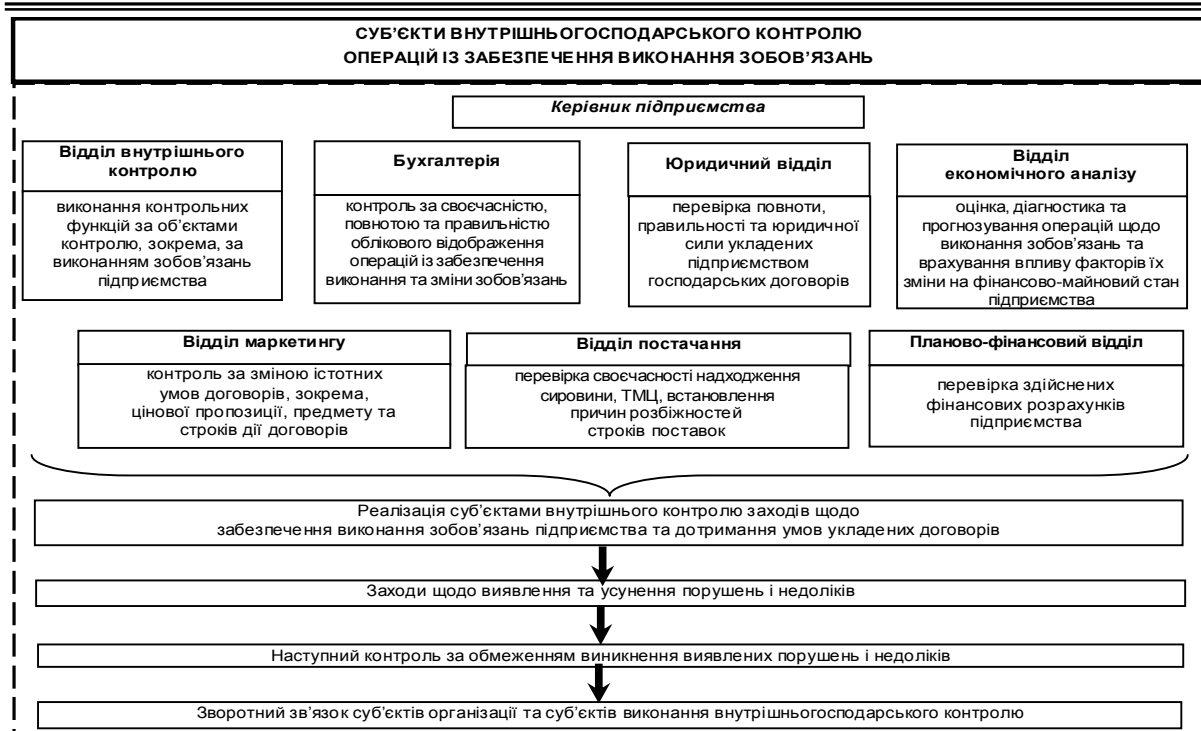 СУБ’ЄКТИ ВНУТРІШНЬОГОСПОДАРСЬКОГО КОНТРОЛЮ
ОПЕРАЦІЙ ІЗ ЗАБЕЗПЕЧЕННЯ ВИКОНАННЯ ЗОБОВ’ЯЗАНЬ
Керівник підприємства
Відділ внутрішнього
контролю
виконання контрольних
функцій за об’єктами
контролю, зокрема, за
виконанням зобов’язань
підприємства
Бухгалтерія
контроль за своєчасністю,
повнотою та правильністю
облікового відображення
операцій із забезпечення
виконання та зміни зобов’язань
Юридичний відділ
перевірка повноти,
правильності та юридичної
сили укладених
підприємством
господарських договорів
Відділ
економічного аналізу
оцінка, діагностика та
прогнозування операцій щодо
виконання зобов’язань та
врахування впливу факторів їх
зміни на фінансово-майновий стан
підприємства
Відділ маркетингу
контроль за зміною істотних
умов договорів, зокрема,
цінової пропозиції, предмету та
строків дії договорів
Відділ постачання
перевірка своєчасності надходження
сировини, ТМЦ, встановлення
причин розбіжностей
строків поставок
Планово-фінансовий відділ
перевірка здійснених
фінансових розрахунків
підприємства
Реалізація суб’єктами внутрішнього контролю заходів щодо
забезпечення виконання зобов’язань підприємства та дотримання умов укладених договорів
Заходи щодо виявлення та усунення порушень і недоліків
Наступний контроль за обмеженням виникнення виявлених порушень і недоліків
Зворотний зв’язок суб’єктів організації та суб’єктів виконання внутрішньогосподарського контролю